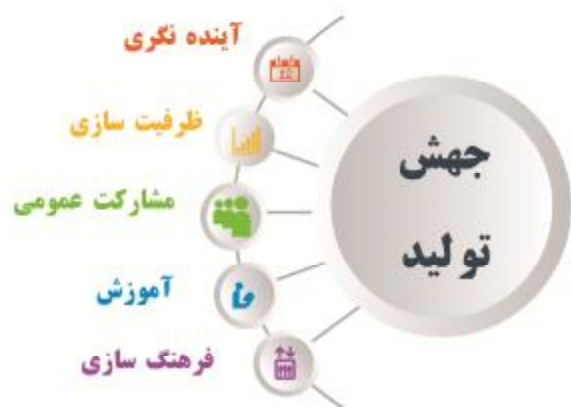 جهش
تولید
آینده نگری
ظرفیت سازی
مشارکت عمومی
آموزش
فرهنگ سازی